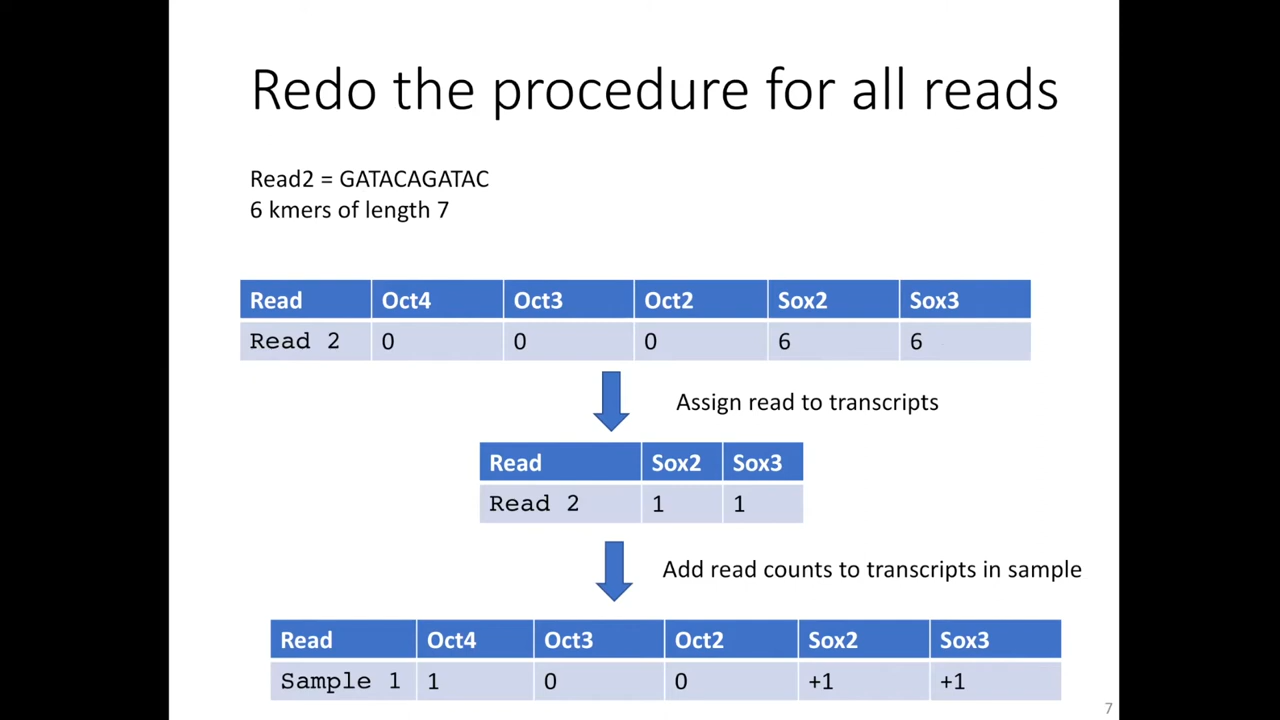 Redo the procedure for all reads
Read2 = GATACAGATAC
6 kmers of length 7
Read Oct4 Oct3 Oct2 Sox2 Sox3
Read 2 0 0 0 6 6
Assign read to transcripts
Read Sox2 Sox3
Read 2 1 1
Add read counts to transcripts in sample
Read Oct4 Oct3 Oct2 Sox2 Sox3
Sample 1 1 0 0 +1 +1
7